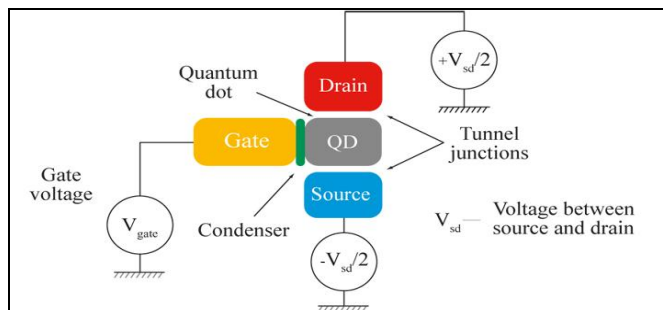 +V_sd/2
Quantum
dot
Drain
Gate
QD
Tunnel
junctions
Gate
voltage
Source
V_gate
Condenser
V_sd — Voltage between
source and drain
-V_sd/2